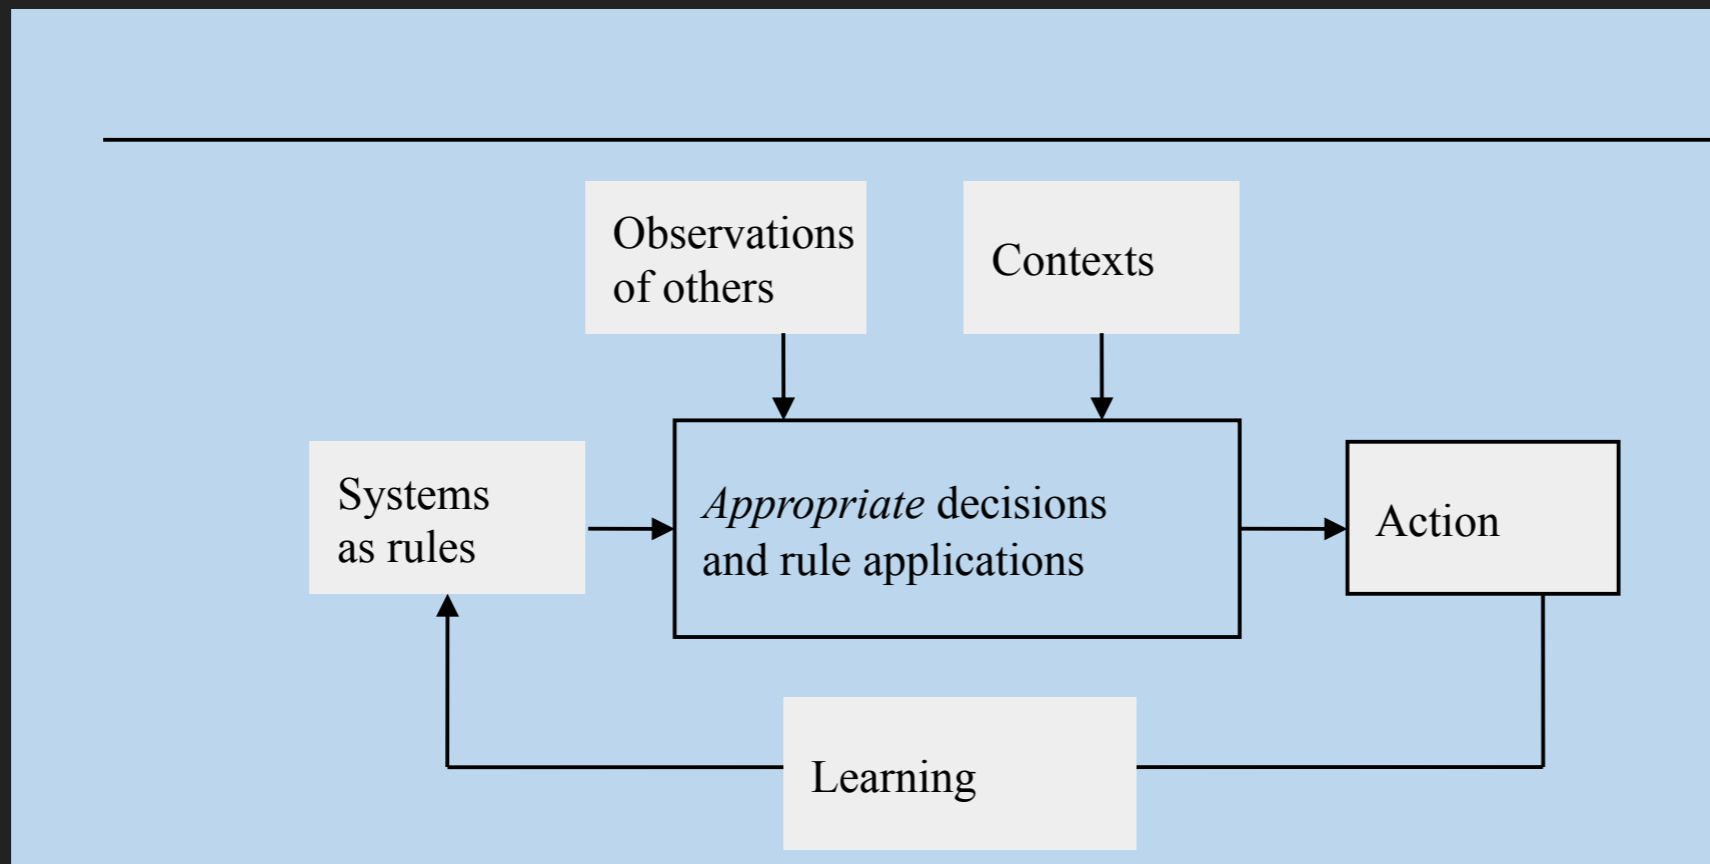 Observations
of others
Contexts
Systems
as rules
Appropriate decisions
and rule applications
Action
Learning